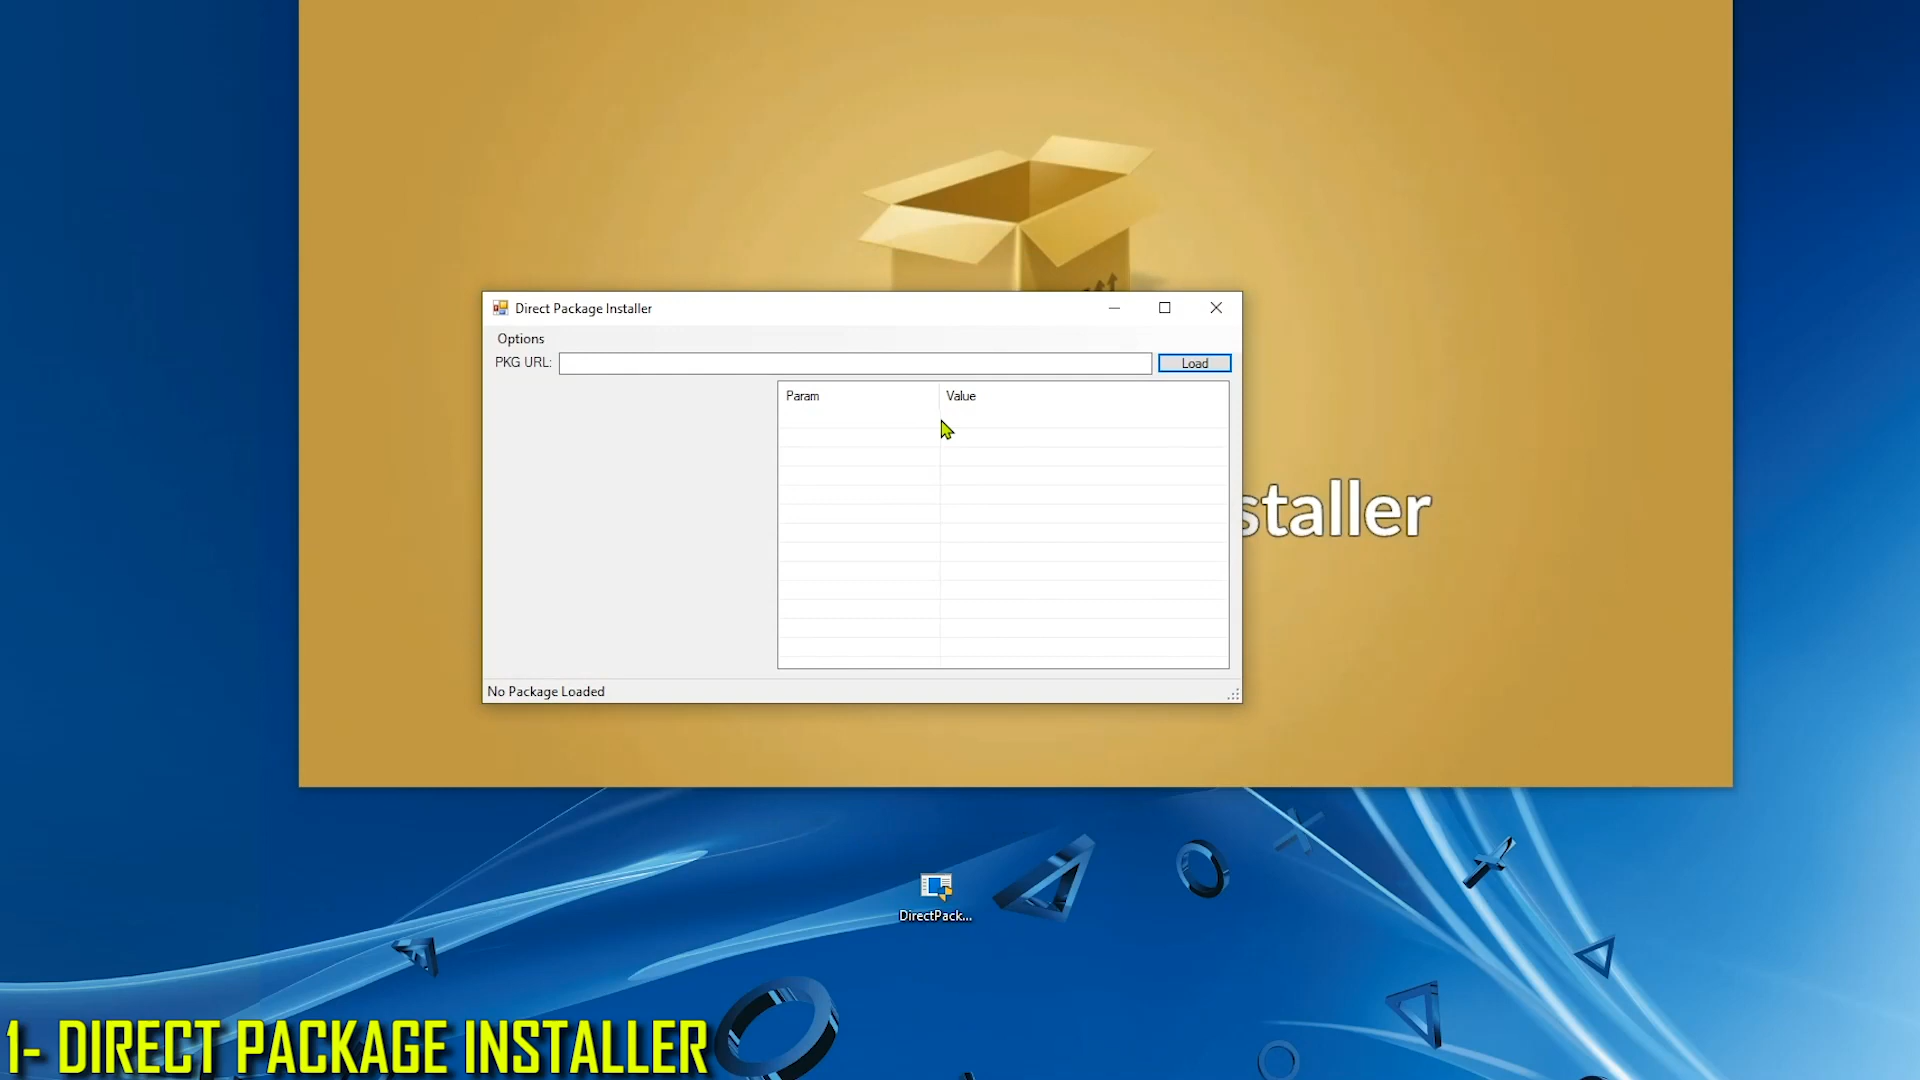 Direct Package Installer
Options
PKG URL:
Load
Param
Value
staller
No Package Loaded
DirectPack...
1- DIRECT PACKAGE INSTALLER